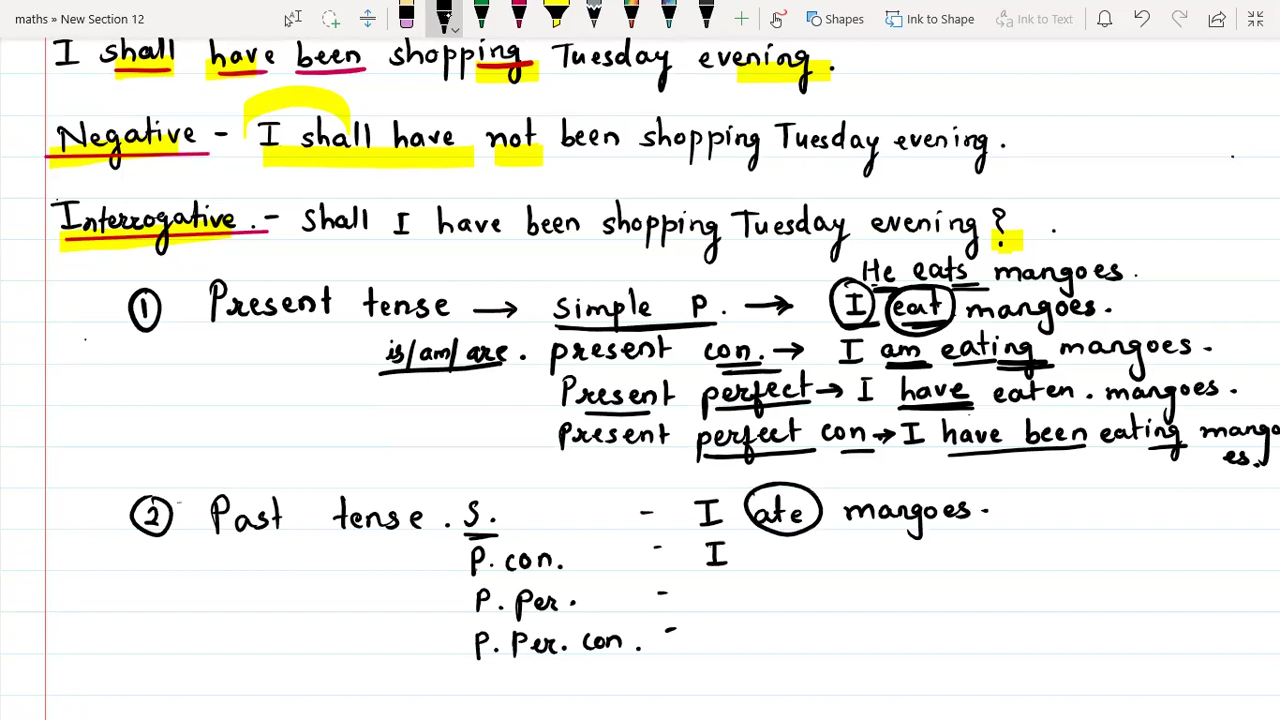 maths » New Section 12
Shapes
Ink to Shape
Ink to Text
I shall have been shopping Tuesday evening.
Negative - I shall have not been shopping Tuesday evening.
Interrogative. - shall I have been shopping Tuesday evening?
He eats mangoes.
① Present tense → simple P. → I eat mangoes.
is/am/are. present con. → I am eating mangoes.
Present perfect → I have eaten. mangoes.
Present perfect con → I have been eating mangoes.
② Past tense. S. - I ate mangoes.
P. con. - I
P. Per. -
P. Per. con. -